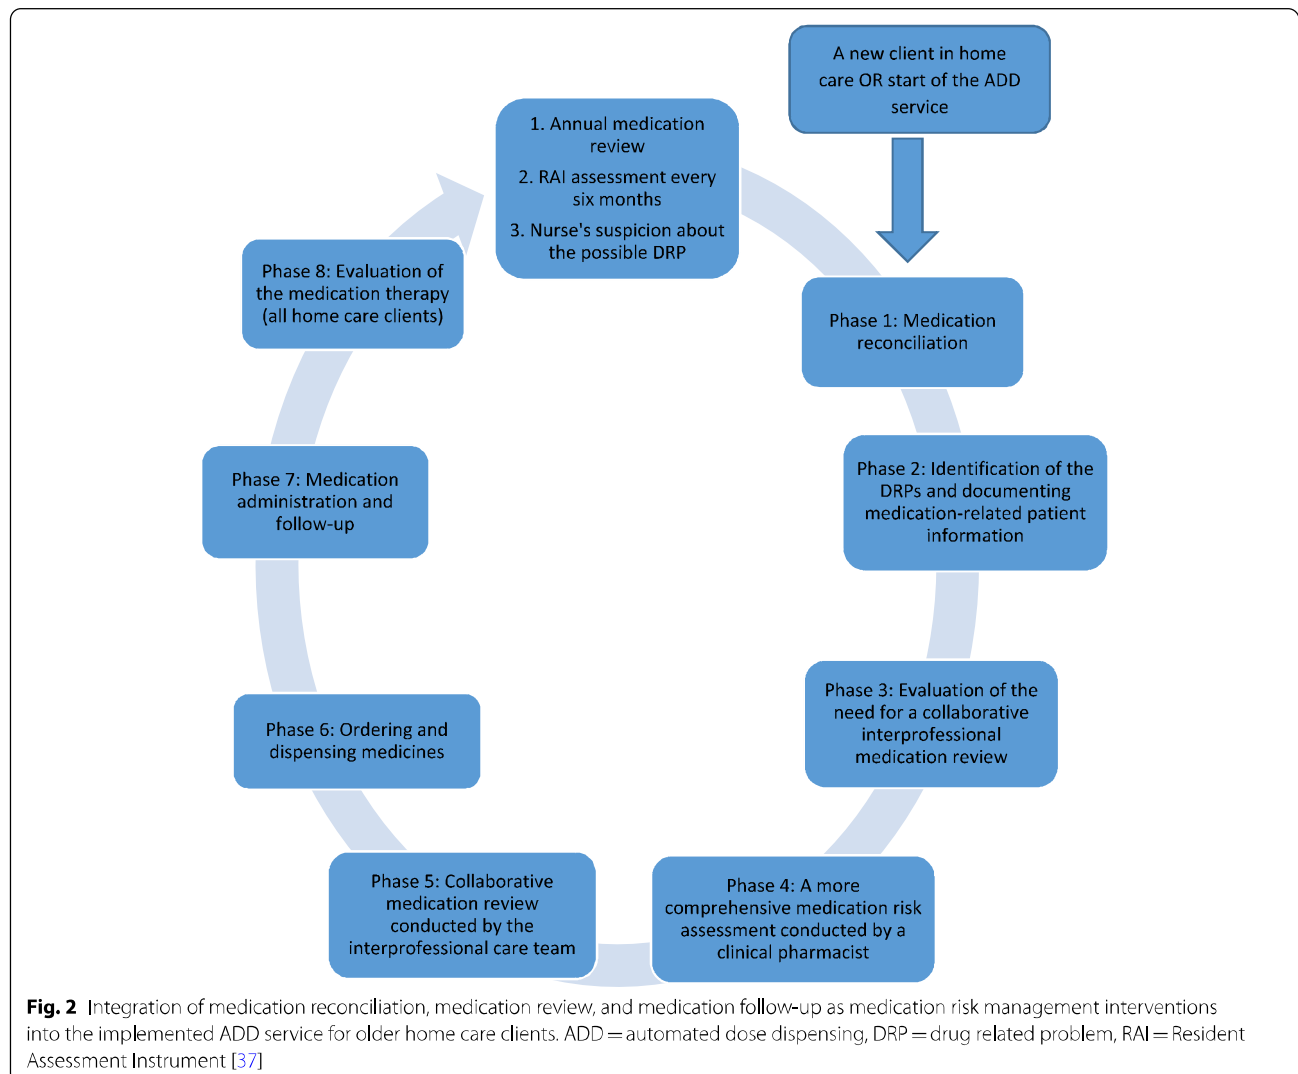 A new client in home
care OR start of the ADD
service
1. Annual medication
review
2. RAI assessment every
six months
3. Nurse's suspicion about
the possible DRP
Phase 1: Medication
reconciliation
Phase 2: Identification of the
DRPs and documenting
medication-related patient
information
Phase 3: Evaluation of the
need for a collaborative
interprofessional
medication review
Phase 4: A more
comprehensive medication risk
assessment conducted by a
clinical pharmacist
Phase 5: Collaborative
medication review
conducted by the
interprofessional care team
Phase 6: Ordering and
dispensing medicines
Phase 7: Medication
administration and
follow-up
Phase 8: Evaluation of
the medication therapy
(all home care clients)
Fig. 2 Integration of medication reconciliation, medication review, and medication follow-up as medication risk management interventions
into the implemented ADD service for older home care clients. ADD = automated dose dispensing, DRP = drug related problem, RAI = Resident
Assessment Instrument [37]